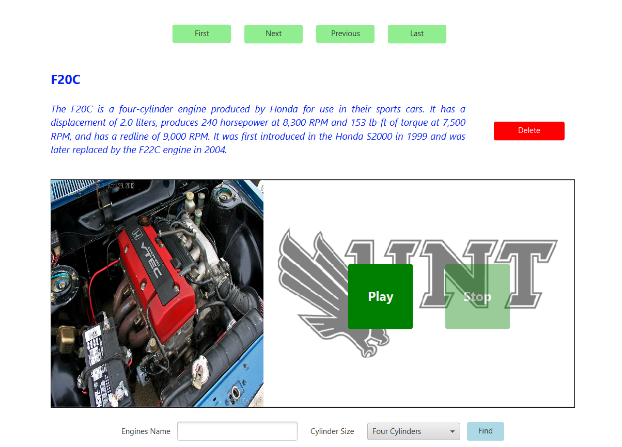 First Next Previous Last
F20C
The F20C is a four-cylinder engine produced by Honda for use in their sports cars. It has a
displacement of 2.0 liters, produces 240 horsepower at 8,300 RPM and 153 lb ft of torque at 7,500
RPM, and has a redline of 9,000 RPM. It was first introduced in the Honda S2000 in 1999 and was
later replaced by the F22C engine in 2004.
Delete
HONDA
VTEC
UNT
Play Stop
Engines Name Cylinder Size Four Cylinders Find